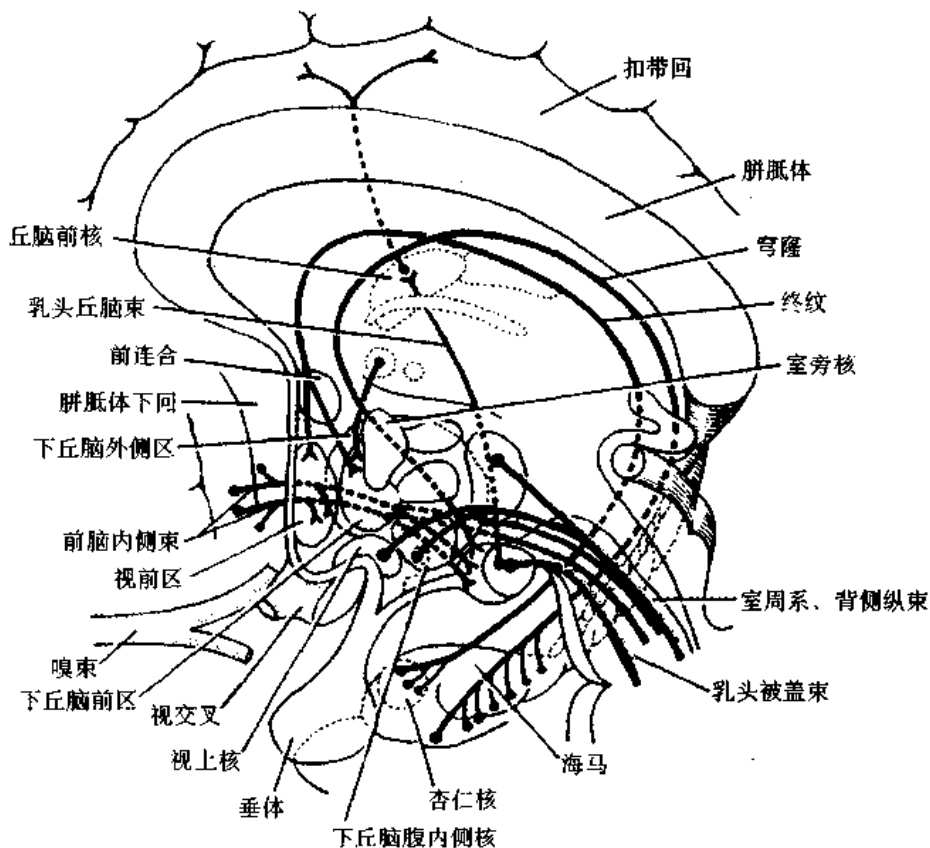 扣带回
胼胝体
穹隆
终纹
室旁核
丘脑前核
乳头丘脑束
前连合
胼胝体下回
下丘脑外侧区
前脑内侧束
视前区
嗅束
下丘脑前区
视交叉
视上核
垂体
下丘脑腹内侧核
杏仁核
海马
乳头被盖束
室周系、背侧纵束